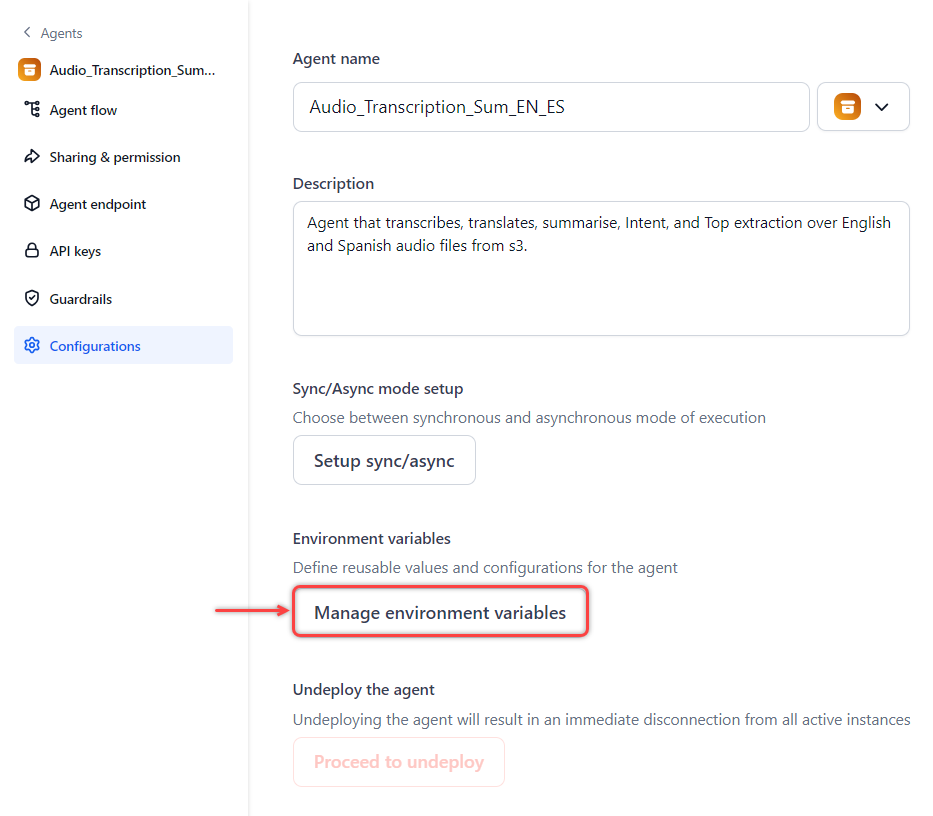 Agents
Audio_Transcription_Sum...
Agent flow
Sharing & permission
Agent endpoint
API keys
Guardrails
Configurations
Agent name
Audio_Transcription_Sum_EN_ES
Description
Agent that transcribes, translates, summarise, Intent, and Top extraction over English
and Spanish audio files from s3.
Sync/Async mode setup
Choose between synchronous and asynchronous mode of execution
Setup sync/async
Environment variables
Define reusable values and configurations for the agent
Manage environment variables
Undeploy the agent
Undeploying the agent will result in an immediate disconnection from all active instances
Proceed to undeploy